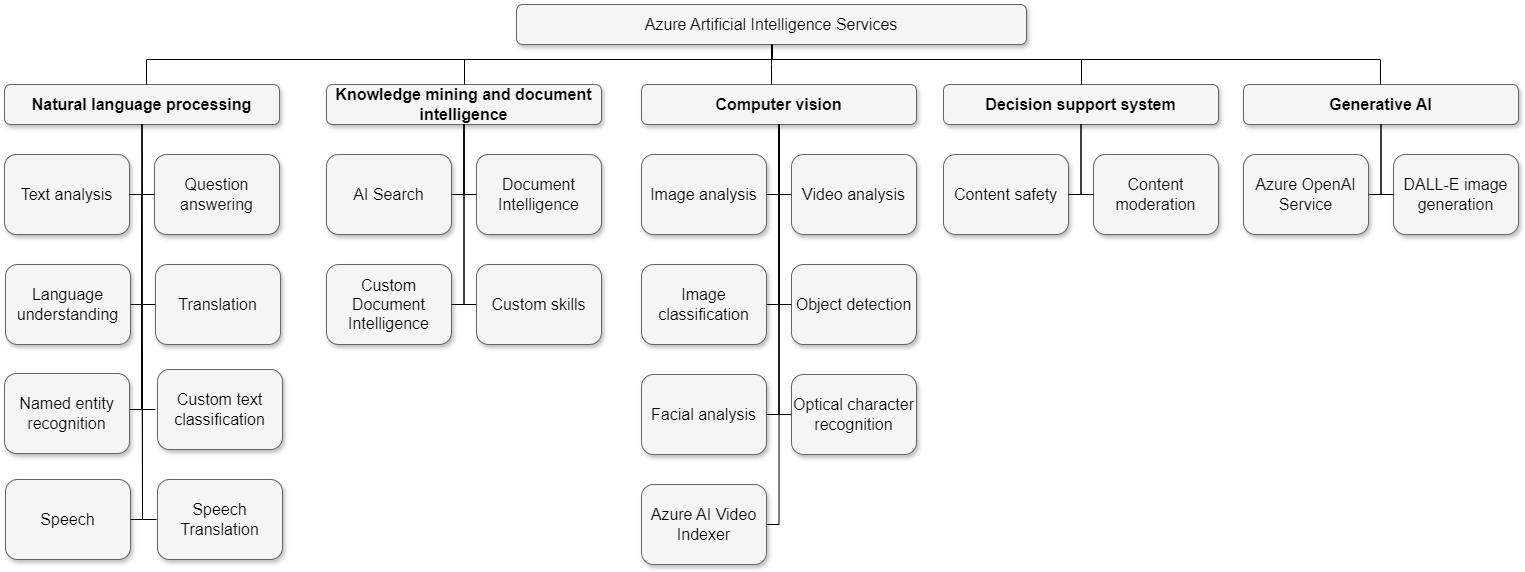 Azure Artificial Intelligence Services
Natural language processing
Knowledge mining and document
intelligence
Computer vision
Decision support system
Generative AI
Text analysis
Question
answering
AI Search
Document
Intelligence
Image analysis
Video analysis
Content safety
Content
moderation
Azure OpenAI
Service
DALL-E image
generation
Language
understanding
Translation
Custom
Document
Intelligence
Custom skills
Image
classification
Object detection
Named entity
recognition
Custom text
classification
Facial analysis
Optical character
recognition
Speech
Speech
Translation
Azure AI Video
Indexer